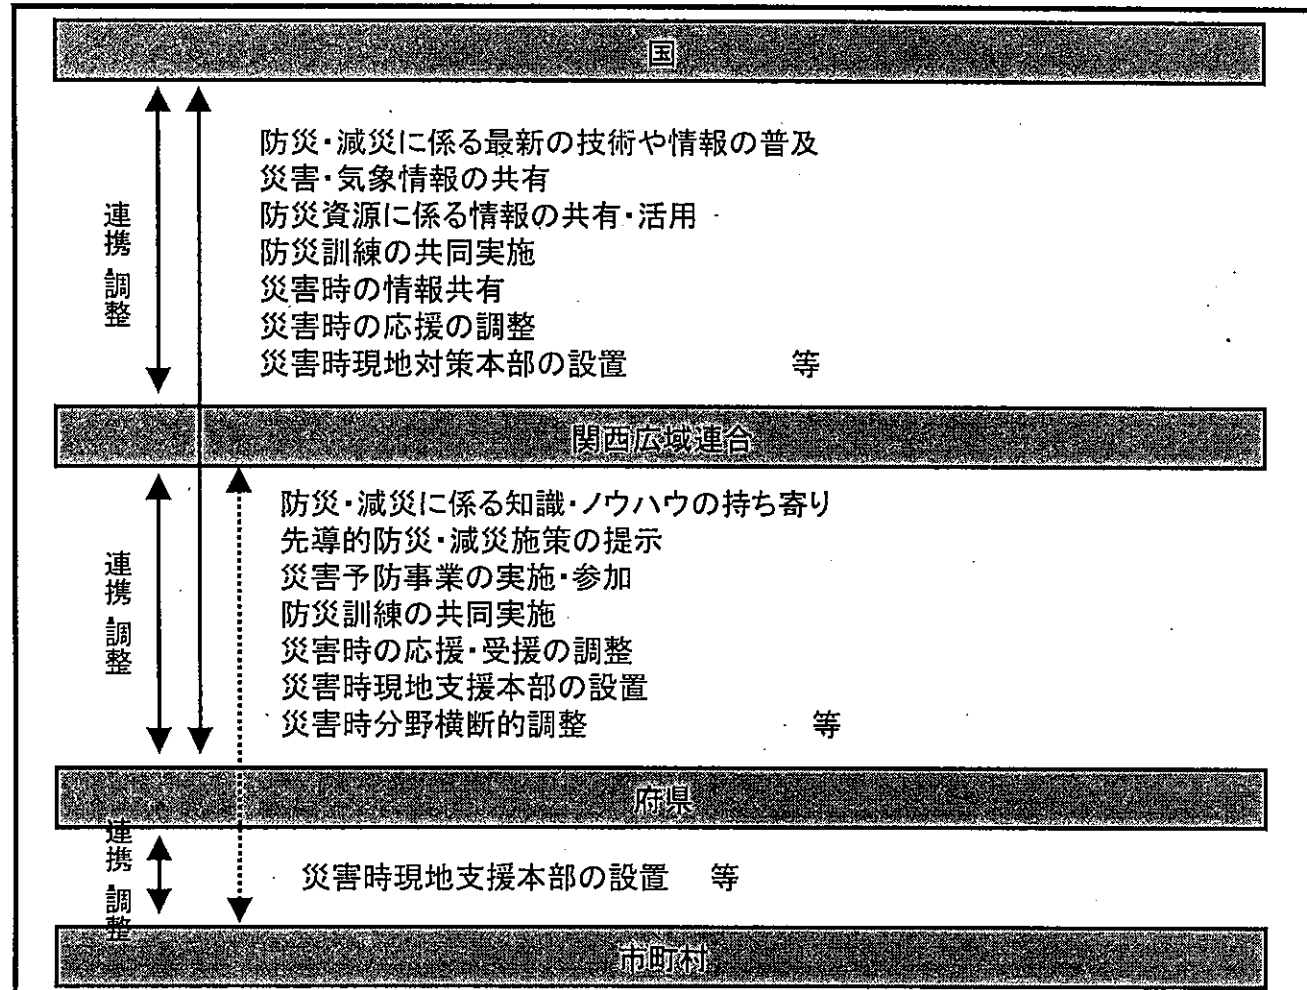 国
連携・調整
防災・減災に係る最新の技術や情報の普及
災害・気象情報の共有
防災資源に係る情報の共有・活用
防災訓練の共同実施
災害時の情報共有
災害時の応援の調整
災害時現地対策本部の設置 等
関西広域連合
連携・調整
防災・減災に係る知識・ノウハウの持ち寄り
先導的防災・減災施策の提示
災害予防事業の実施・参加
防災訓練の共同実施
災害時の応援・受援の調整
災害時現地支援本部の設置
災害時分野横断的調整 等
府県
連携・調整
災害時現地支援本部の設置 等
市町村